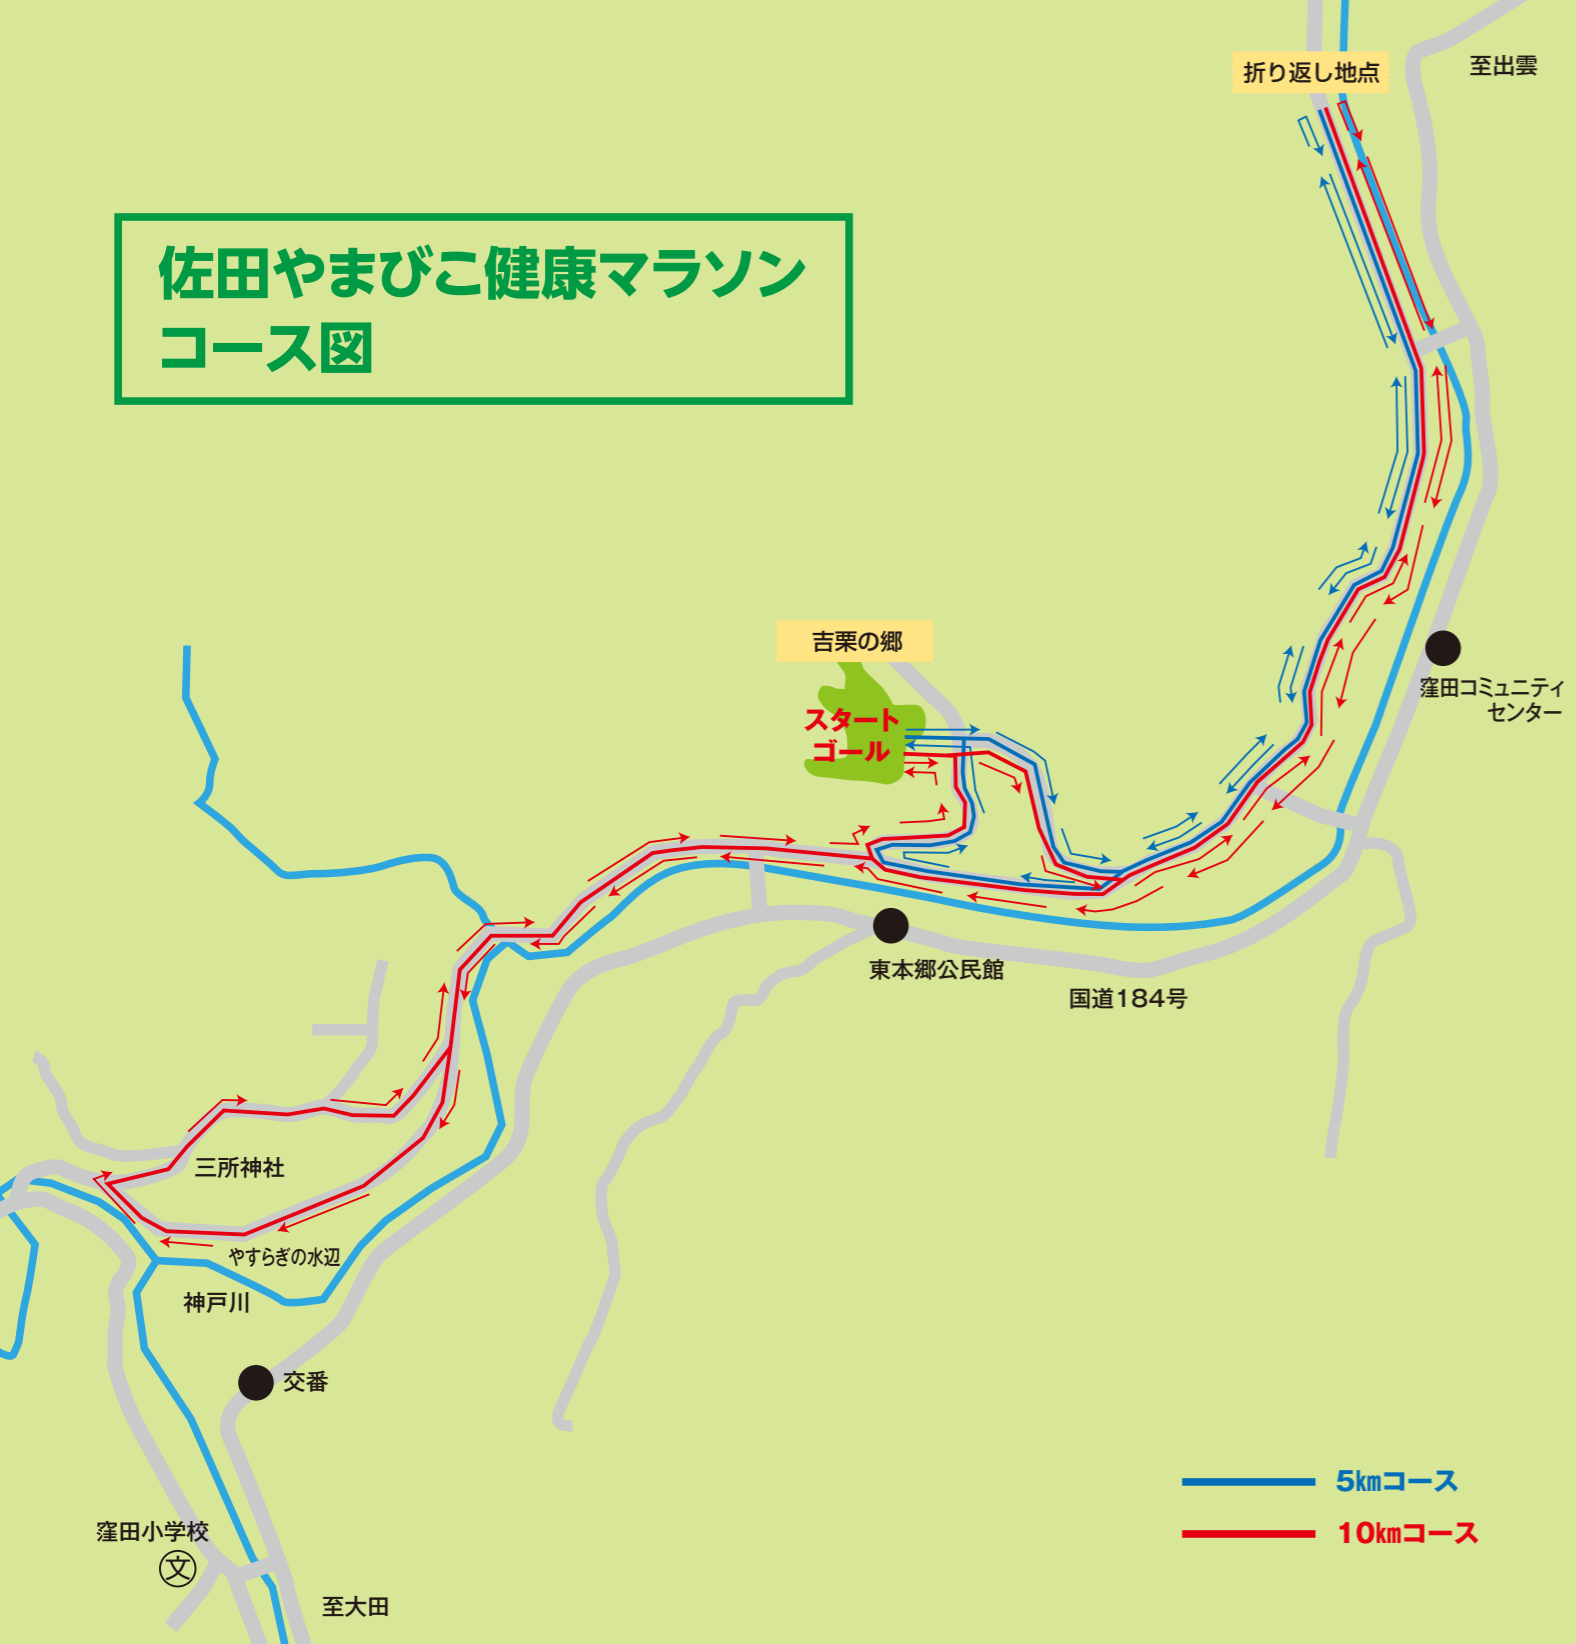 折り返し地点
至出雲
佐田やまびこ健康マラソン
コース図
吉栗の郷
スタート
ゴール
窪田コミュニティ
センター
東本郷公民館
国道184号
三所神社
やすらぎの水辺
神戸川
交番
5㎞コース
10㎞コース
窪田小学校
文
至大田